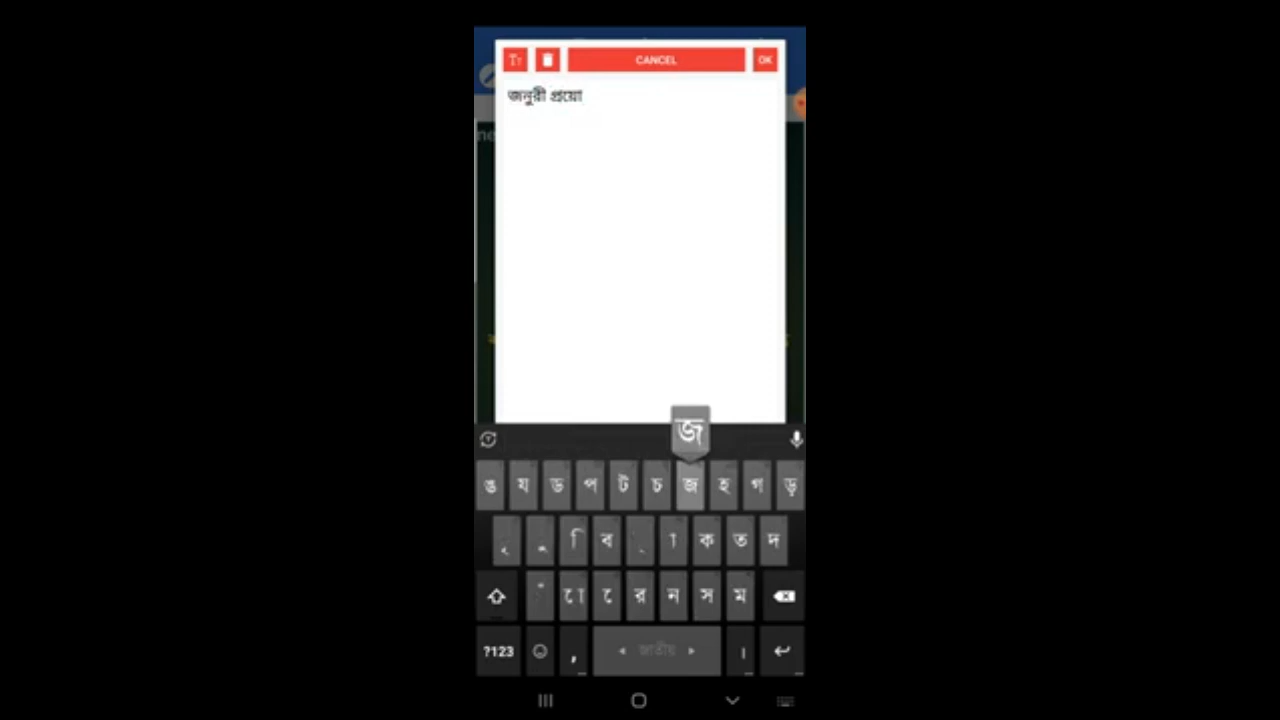 CANCEL
OK
জনুরী প্রয়ো
জ
ঙ য ড প ট চ জ হ গ ড়
ৃ ু ি ব ্ া ক ত দ
ঁ ো ে র ন স ম
?123 , জাতীয় ।